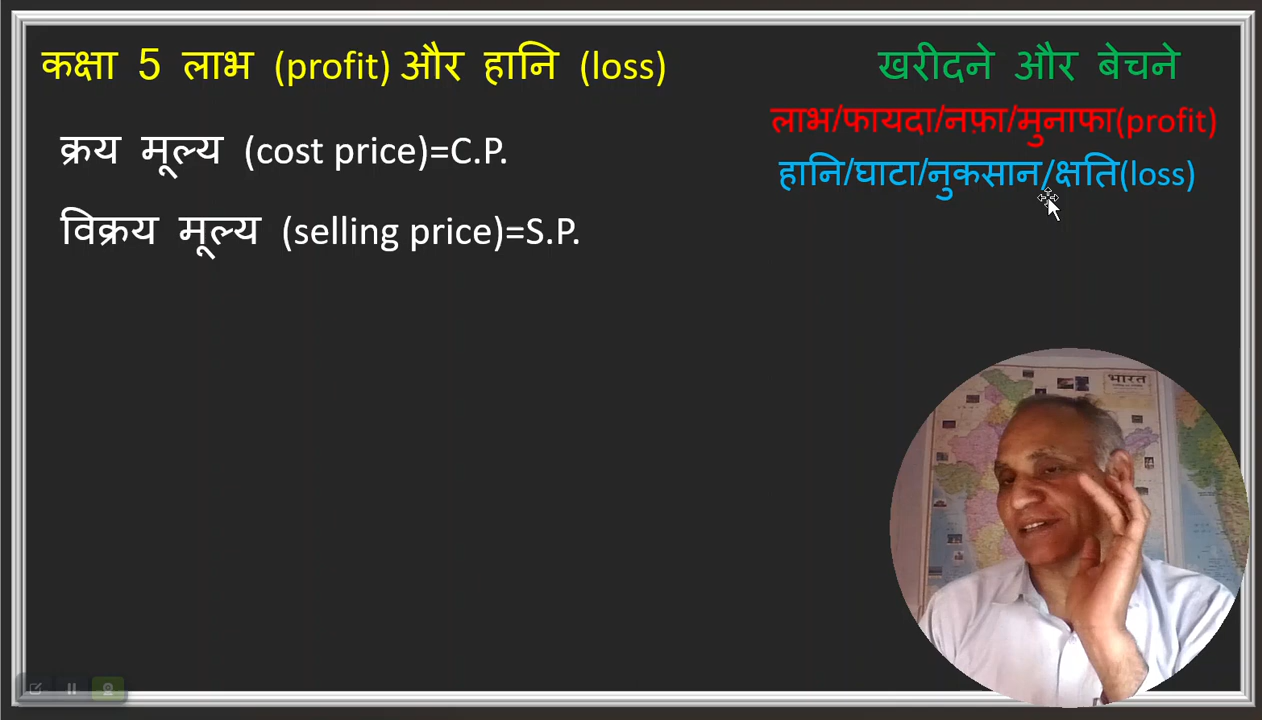 कक्षा 5 लाभ (profit) और हानि (loss)
खरीदने और बेचने
लाभ/फायदा/नफ़ा/मुनाफा(profit)
क्रय मूल्य (cost price)=C.P.
हानि/घाटा/नुकसान/क्षति(loss)
विक्रय मूल्य (selling price)=S.P.
भारत